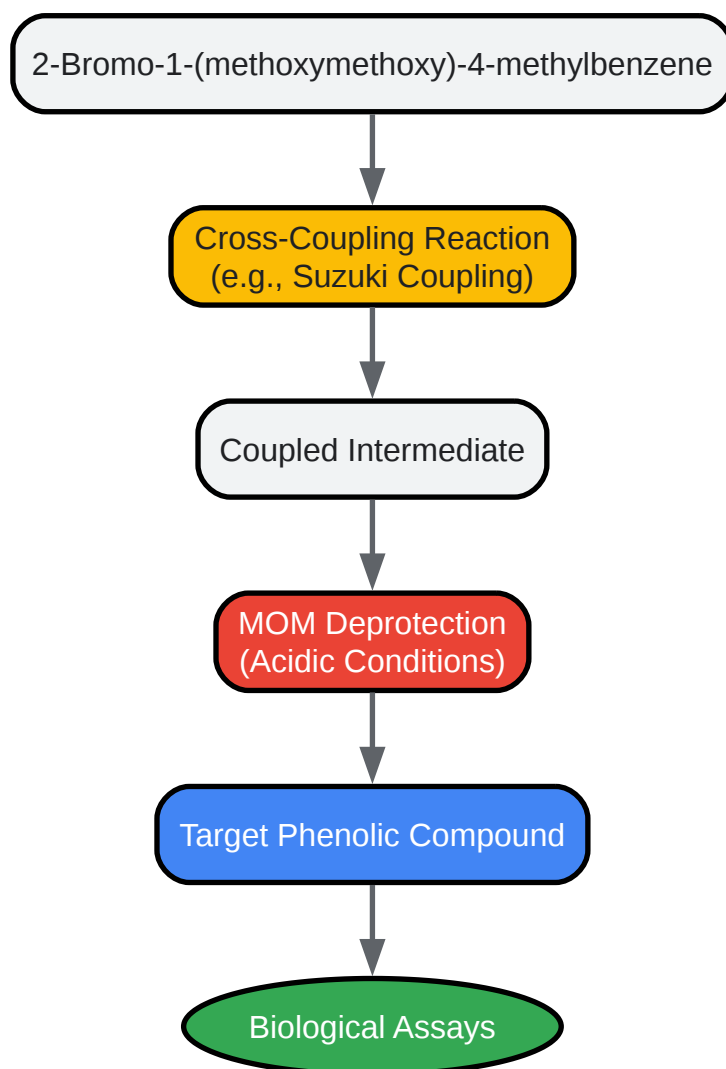 2-Bromo-1-(methoxymethoxy)-4-methylbenzene
Cross-Coupling Reaction
(e.g., Suzuki Coupling)
Coupled Intermediate
MOM Deprotection
(Acidic Conditions)
Target Phenolic Compound
Biological Assays